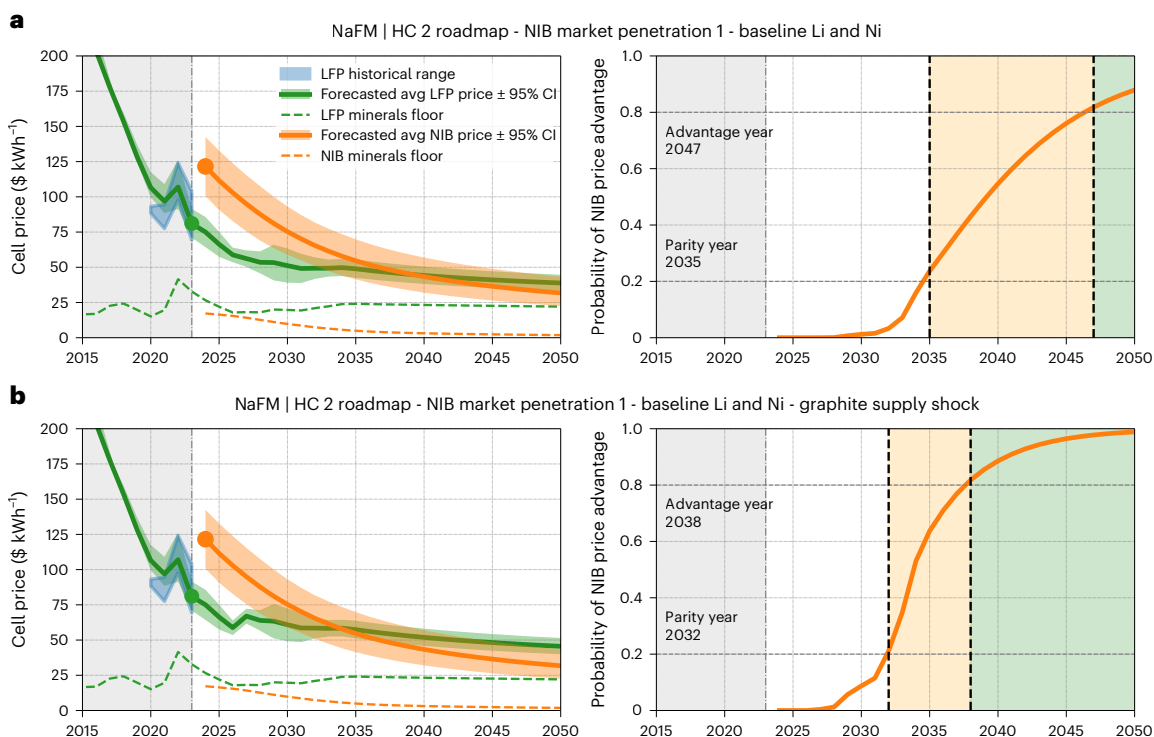 a
NaFM | HC 2 roadmap - NIB market penetration 1 - baseline Li and Ni
Cell price ($ kWh⁻¹)
200
175
150
125
100
75
50
25
0
LFP historical range
Forecasted avg LFP price ± 95% CI
LFP minerals floor
Forecasted avg NIB price ± 95% CI
NIB minerals floor
2015 2020 2025 2030 2035 2040 2045 2050
Probability of NIB price advantage
1.0
0.8
0.6
0.4
0.2
0
Advantage year
2047
Parity year
2035
2015 2020 2025 2030 2035 2040 2045 2050
b
NaFM | HC 2 roadmap - NIB market penetration 1 - baseline Li and Ni - graphite supply shock
Cell price ($ kWh⁻¹)
200
175
150
125
100
75
50
25
0
2015 2020 2025 2030 2035 2040 2045 2050
Probability of NIB price advantage
1.0
0.8
0.6
0.4
0.2
0
Advantage year
2038
Parity year
2032
2015 2020 2025 2030 2035 2040 2045 2050